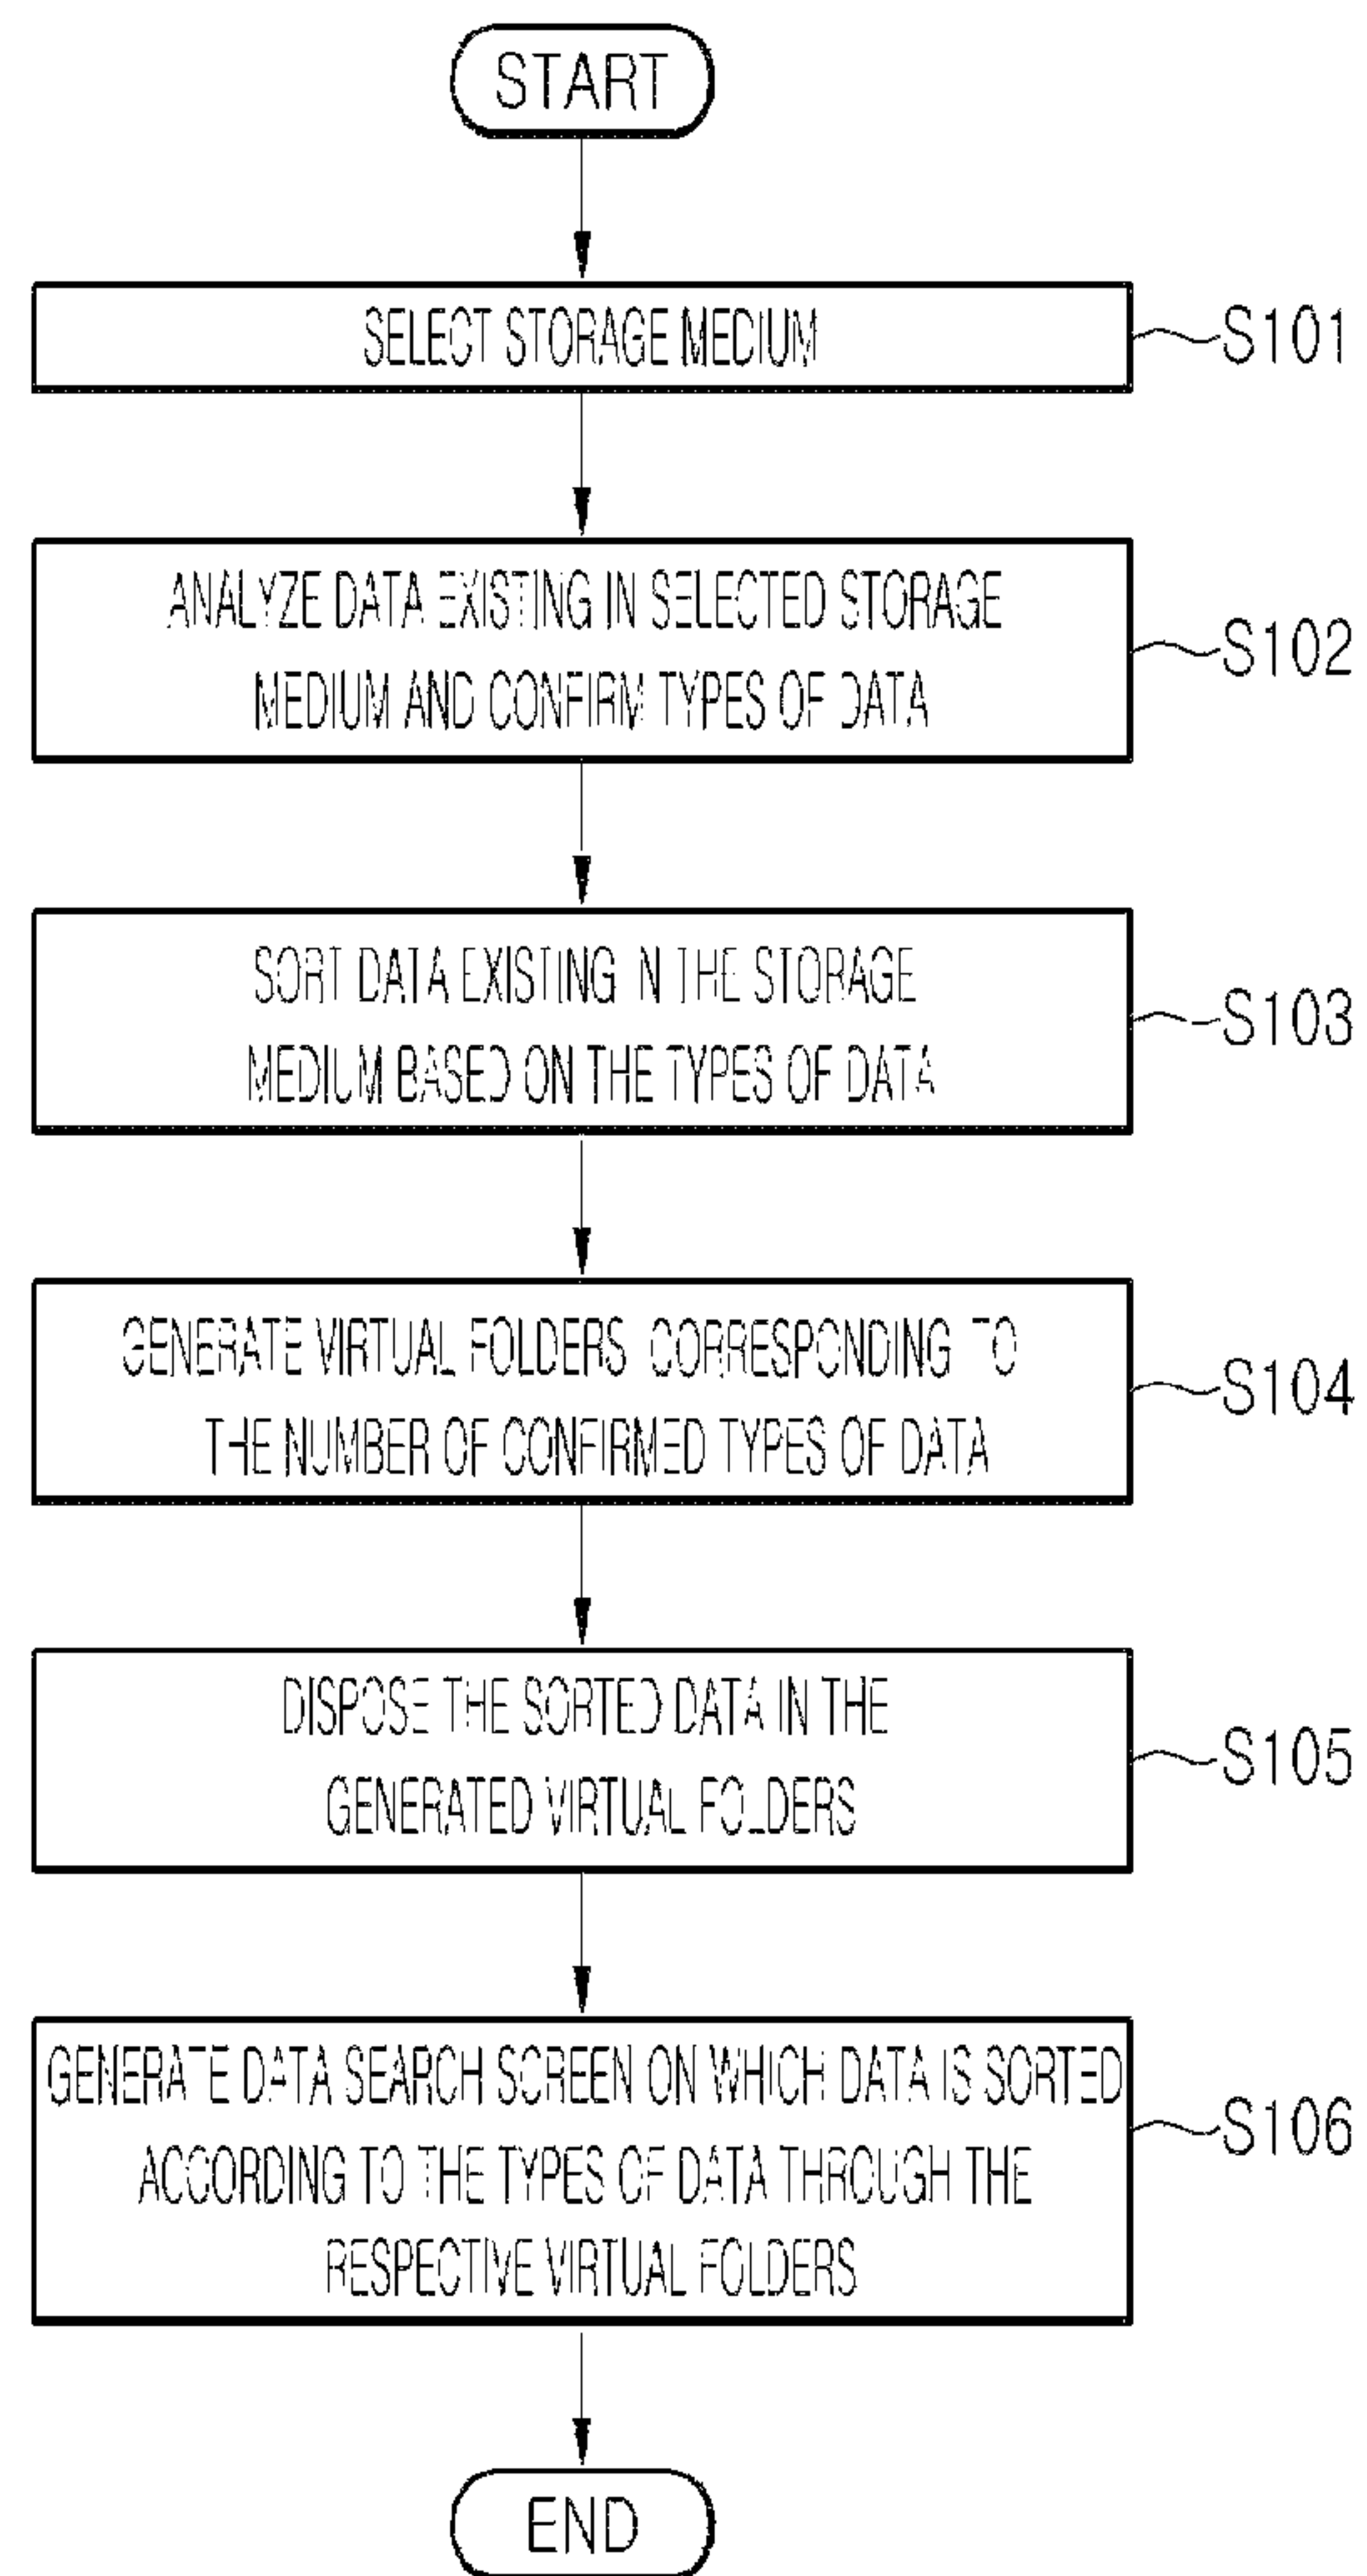 START
SELECT STORAGE MEDIUM
S101
ANALYZE DATA EXISTING IN SELECTED STORAGE
MEDIUM AND CONFIRM TYPES OF DATA
S102
SORT DATA EXISTING IN THE STORAGE
MEDIUM BASED ON THE TYPES OF DATA
S103
GENERATE VIRTUAL FOLDERS CORRESPONDING TO
THE NUMBER OF CONFIRMED TYPES OF DATA
S104
DISPOSE THE SORTED DATA IN THE
GENERATED VIRTUAL FOLDERS
S105
GENERATE DATA SEARCH SCREEN ON WHICH DATA IS SORTED
ACCORDING TO THE TYPES OF DATA THROUGH THE
RESPECTIVE VIRTUAL FOLDERS
S106
END